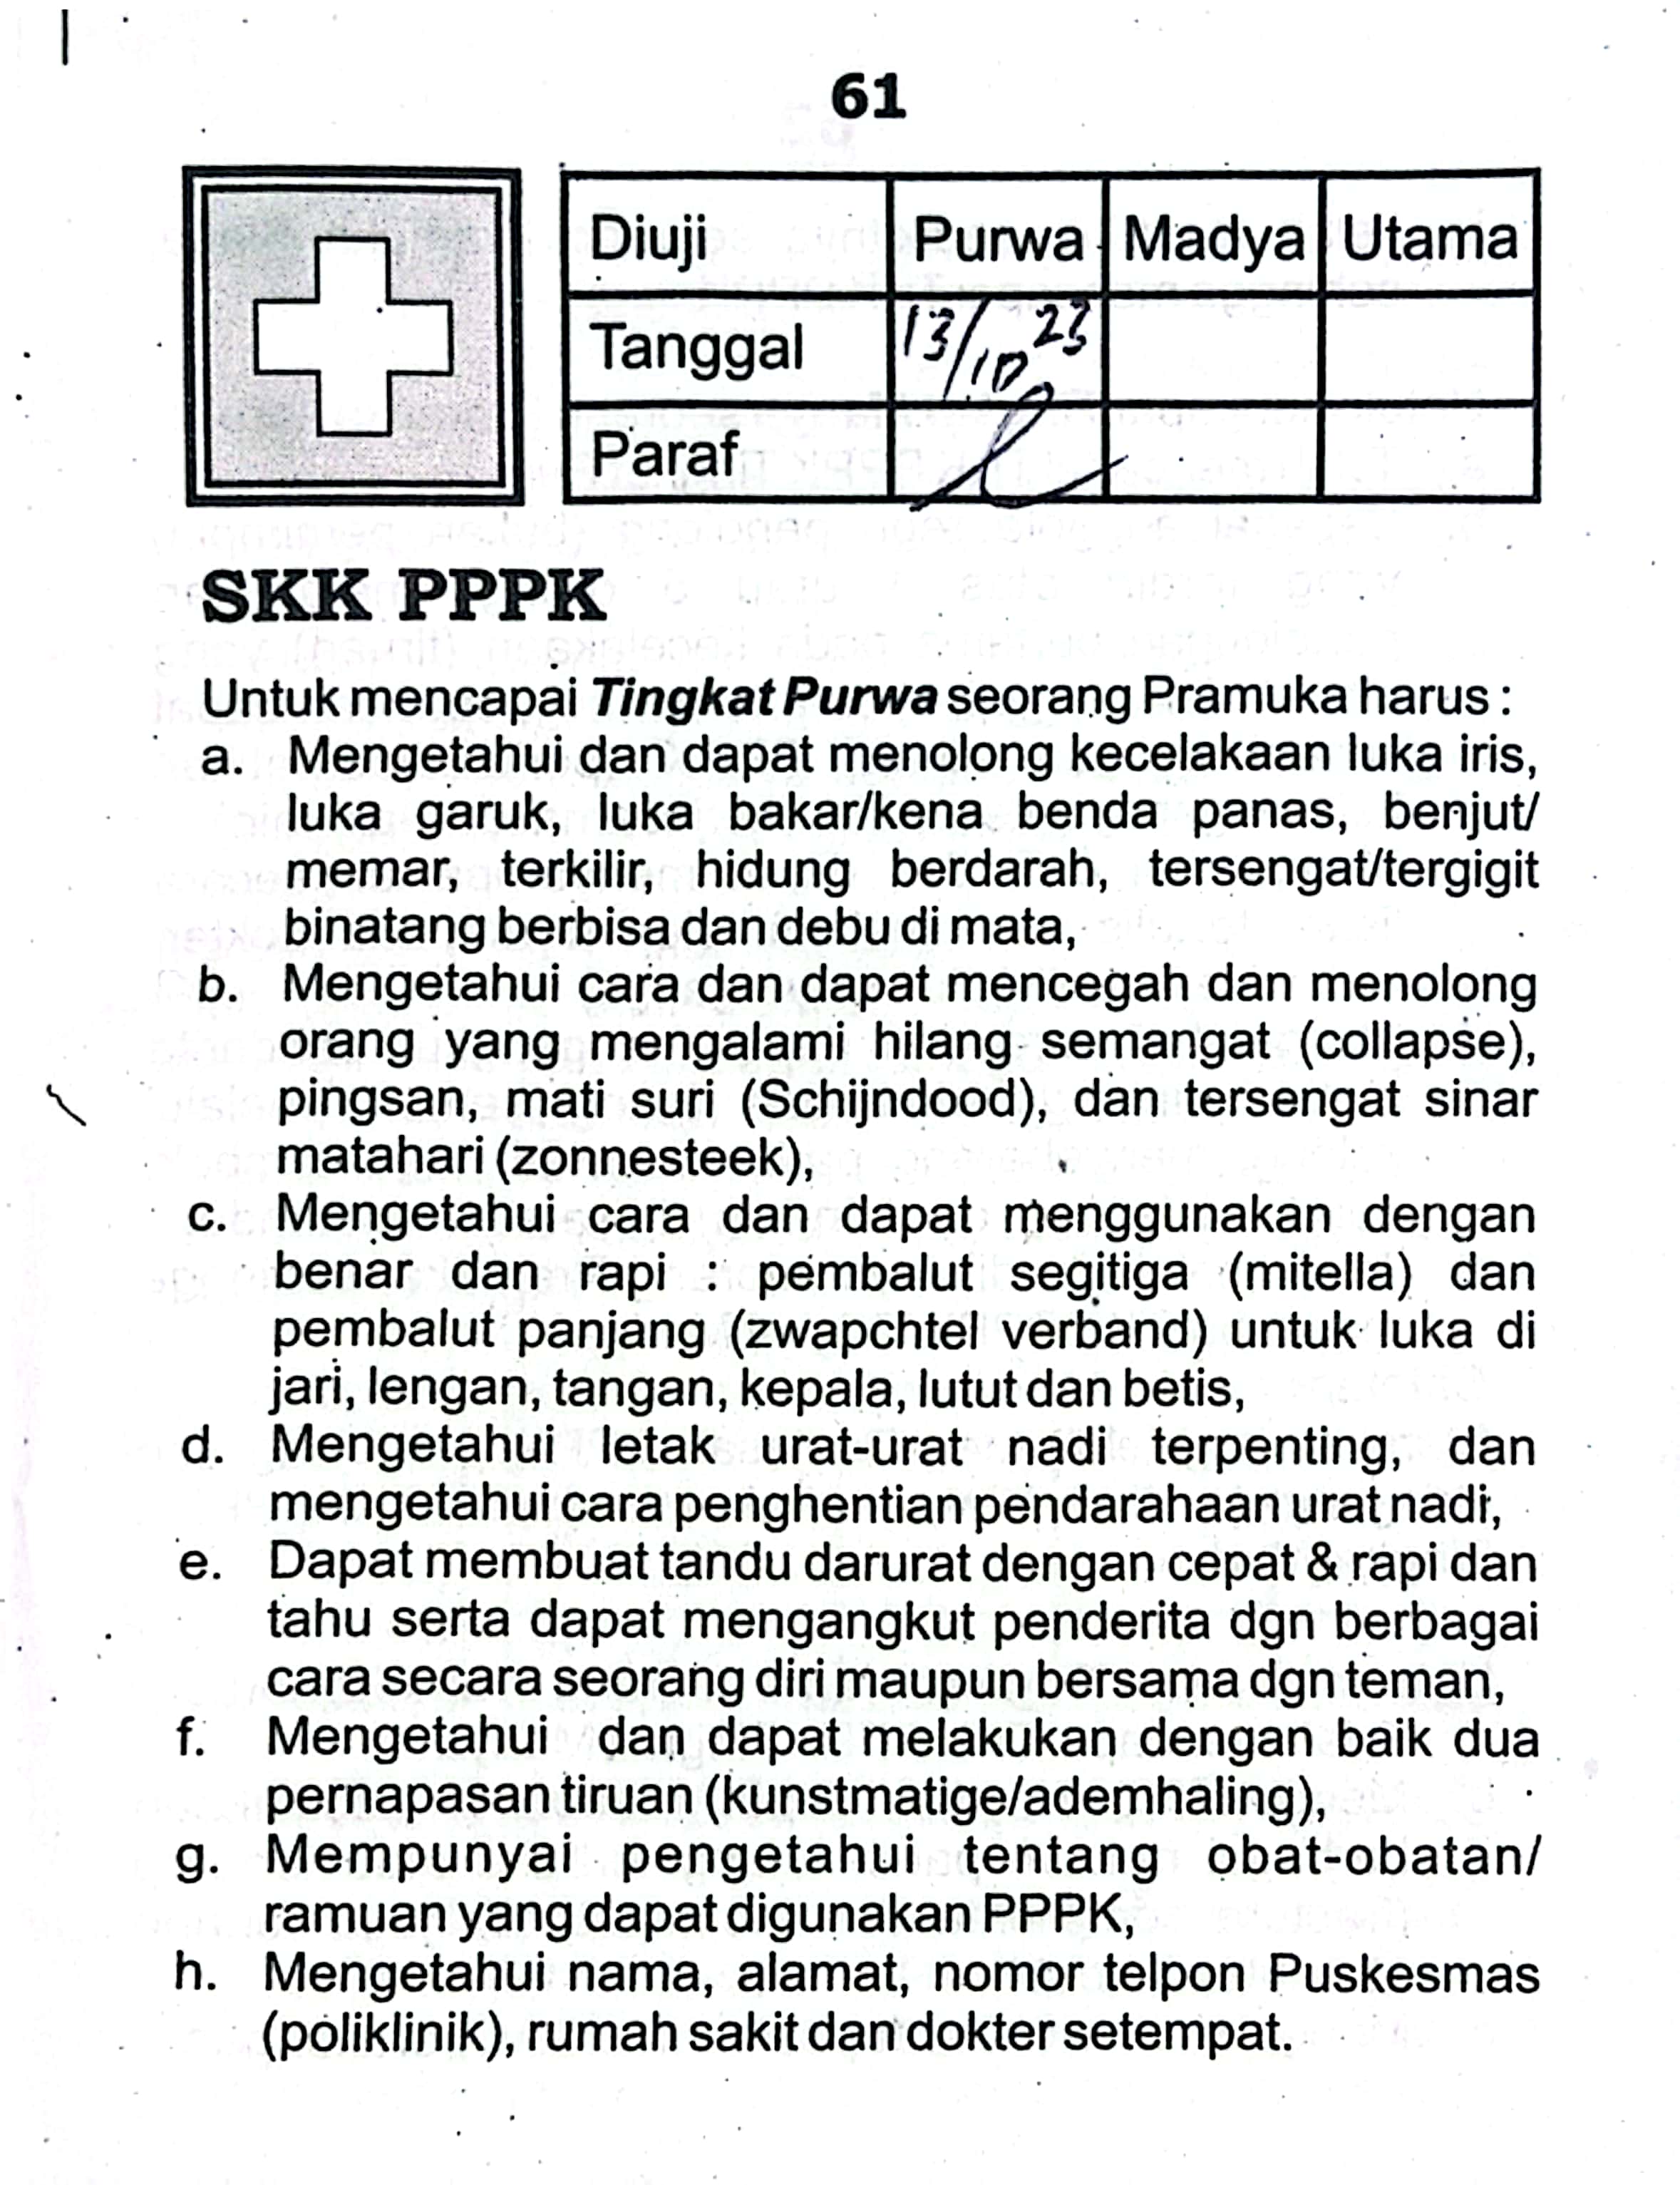 61
Diuji Purwa Madya Utama
Tanggal 13/10 23
Paraf
SKK PPPK
Untuk mencapai Tingkat Purwa seorang Pramuka harus :
a. Mengetahui dan dapat menolong kecelakaan luka iris,
luka garuk, luka bakar/kena benda panas, benjut/
memar, terkilir, hidung berdarah, tersengat/tergigit
binatang berbisa dan debu di mata,
b. Mengetahui cara dan dapat mencegah dan menolong
orang yang mengalami hilang semangat (collapse),
pingsan, mati suri (Schijndood), dan tersengat sinar
matahari (zonnesteek),
c. Mengetahui cara dan dapat menggunakan dengan
benar dan rapi : pembalut segitiga (mitella) dan
pembalut panjang (zwapchtel verband) untuk luka di
jari, lengan, tangan, kepala, lutut dan betis,
d. Mengetahui letak urat-urat nadi terpenting, dan
mengetahui cara penghentian pendarahaan urat nadi,
e. Dapat membuat tandu darurat dengan cepat & rapi dan
tahu serta dapat mengangkut penderita dgn berbagai
cara secara seorang diri maupun bersama dgn teman,
f. Mengetahui dan dapat melakukan dengan baik dua
pernapasan tiruan (kunstmatige/ademhaling),
g. Mempunyai pengetahui tentang obat-obatan/
ramuan yang dapat digunakan PPPK,
h. Mengetahui nama, alamat, nomor telpon Puskesmas
(poliklinik), rumah sakit dan dokter setempat.